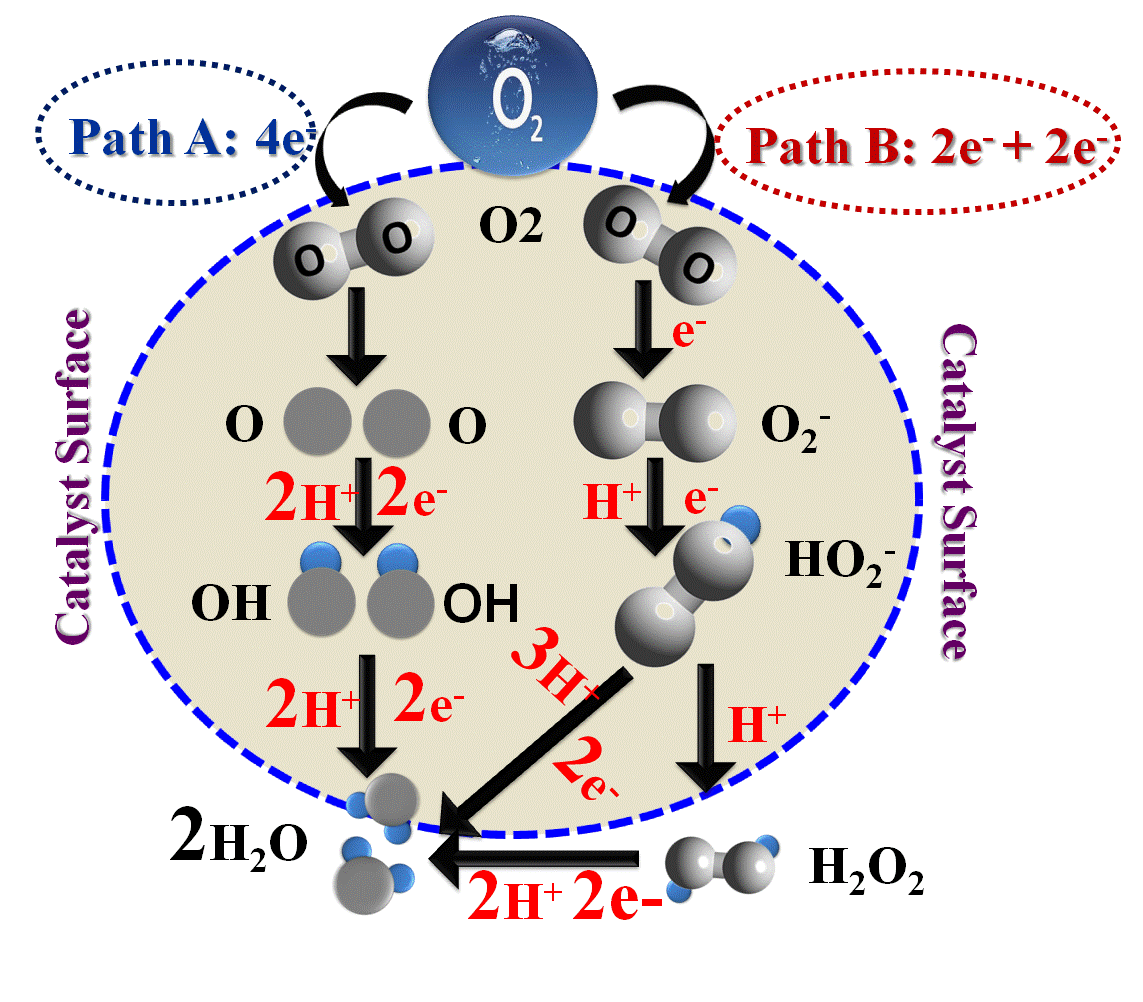 O₂
Path A: 4e⁻
Path B: 2e⁻ + 2e⁻
O O
O2
O O
e⁻
Catalyst Surface
Catalyst Surface
O
O
O₂⁻
2H⁺ 2e⁻
H⁺ e⁻
HO₂⁻
OH
OH
3H⁺
2e⁻
2H⁺ 2e⁻
H⁺
2H₂O
H₂O₂
2H⁺ 2e-